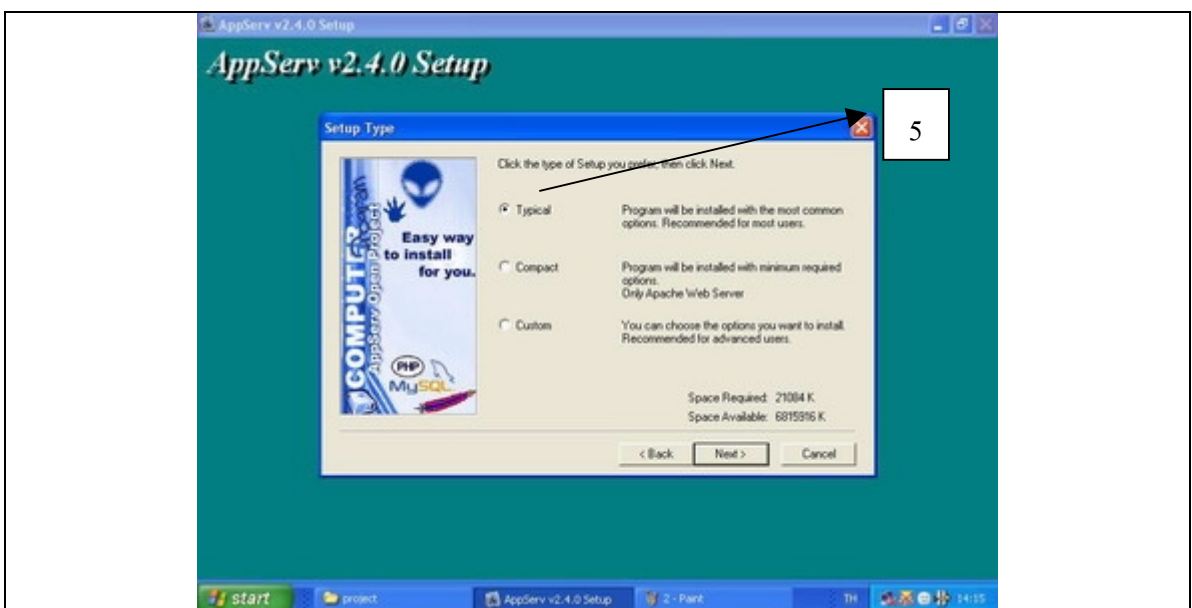 AppServ v2.4.0 Setup
AppServ v2.4.0 Setup
5
Setup Type
Click the type of Setup you prefer, then click Next.
Typical
Program will be installed with the most common
options. Recommended for most users.
Compact
Program will be installed with minimum required
options.
Only Apache Web Server
Custom
You can choose the options you want to install.
Recommended for advanced users.
COMPUTER
Program
AppServ Open Project
Easy way
to install
for you.
PHP
MySQL
Space Required: 21084 K
Space Available: 6815916 K
< Back
Next >
Cancel
start
project
AppServ v2.4.0 Setup
2 - Paint
TH
14:15